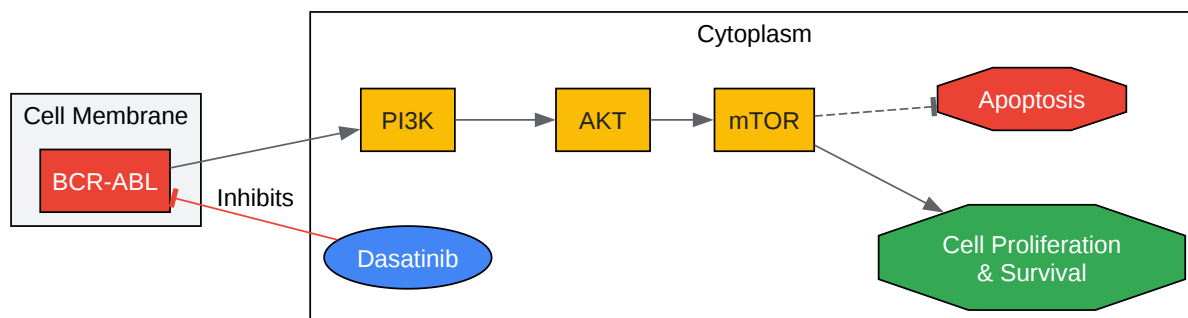 Cytoplasm
Cell Membrane
BCR-ABL
PI3K
AKT
mTOR
Apoptosis
Inhibits
Dasatinib
Cell Proliferation
& Survival